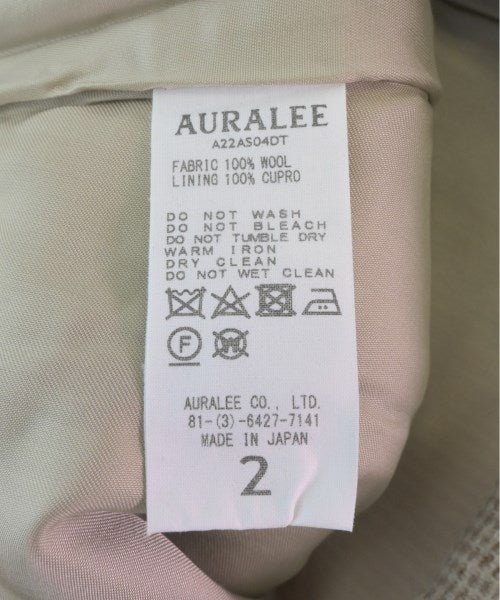 AURALEE
A22AS04DT
FABRIC 100% WOOL
LINING 100% CUPRO
DO NOT WASH
DO NOT BLEACH
DO NOT TUMBLE DRY
WARM IRON
DRY CLEAN
DO NOT WET CLEAN
F W
AURALEE CO., LTD.
81-(3)-6427-7141
MADE IN JAPAN
2